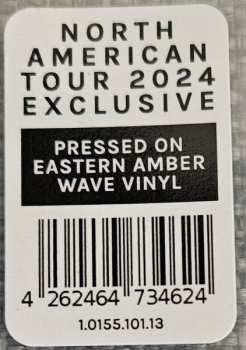 NORTH
AMERICAN
TOUR 2024
EXCLUSIVE
PRESSED ON
EASTERN AMBER
WAVE VINYL
4 262464 734624
1.0155.101.13